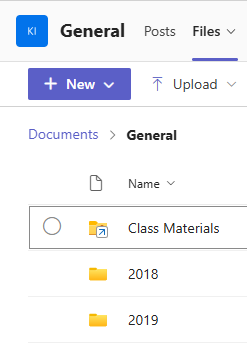 KI General Posts Files
+ New Upload
Documents > General
Name
Class Materials
2018
2019